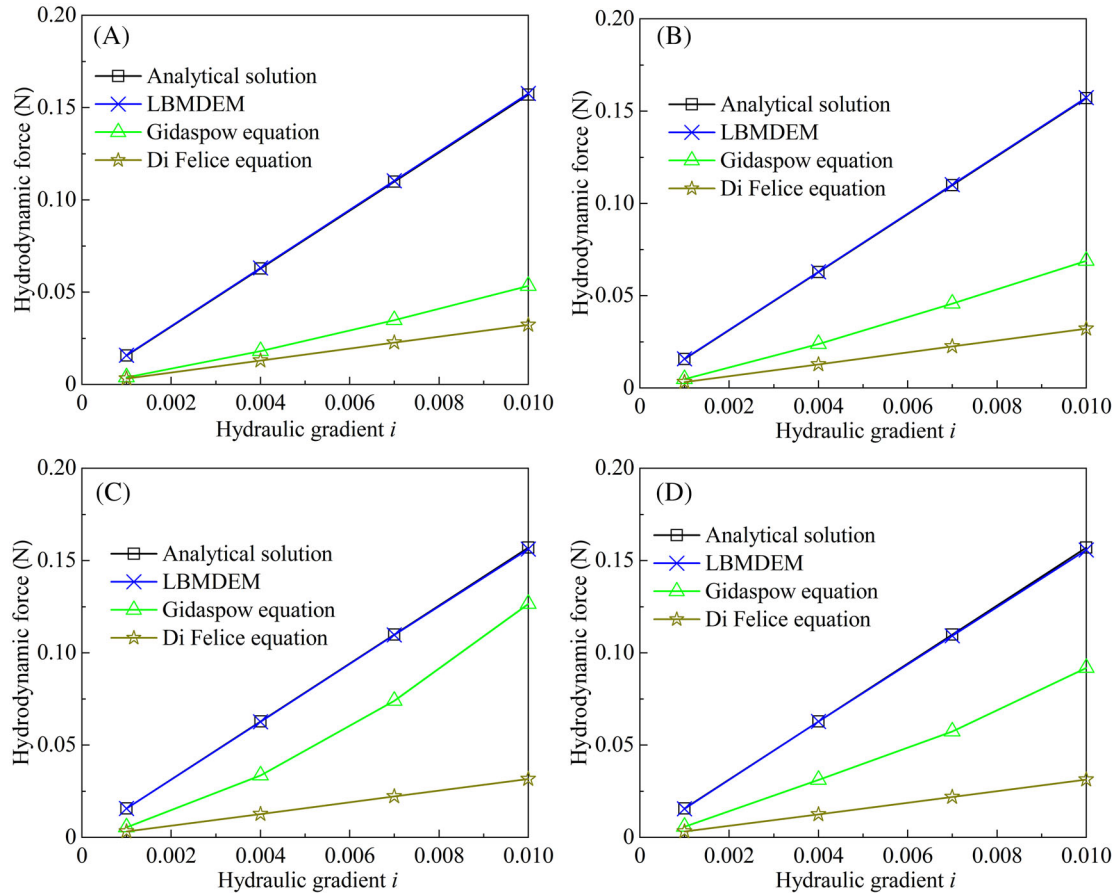 (A)
Analytical solution
LBMDEM
Gidaspow equation
Di Felice equation
Hydrodynamic force (N)
0.20
0.15
0.10
0.05
0
0 0.002 0.004 0.006 0.008 0.010
Hydraulic gradient i
(B)
Analytical solution
LBMDEM
Gidaspow equation
Di Felice equation
Hydrodynamic force (N)
0.20
0.15
0.10
0.05
0
0 0.002 0.004 0.006 0.008 0.010
Hydraulic gradient i
(C)
Analytical solution
LBMDEM
Gidaspow equation
Di Felice equation
Hydrodynamic force (N)
0.20
0.15
0.10
0.05
0
0 0.002 0.004 0.006 0.008 0.010
Hydraulic gradient i
(D)
Analytical solution
LBMDEM
Gidaspow equation
Di Felice equation
Hydrodynamic force (N)
0.20
0.15
0.10
0.05
0
0 0.002 0.004 0.006 0.008 0.010
Hydraulic gradient i